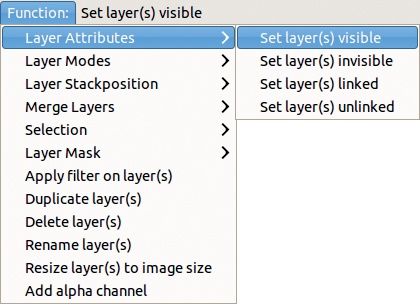 Function: Set layer(s) visible
Layer Attributes
Layer Modes
Layer Stackposition
Merge Layers
Selection
Layer Mask
Apply filter on layer(s)
Duplicate layer(s)
Delete layer(s)
Rename layer(s)
Resize layer(s) to image size
Add alpha channel
Set layer(s) visible
Set layer(s) invisible
Set layer(s) linked
Set layer(s) unlinked